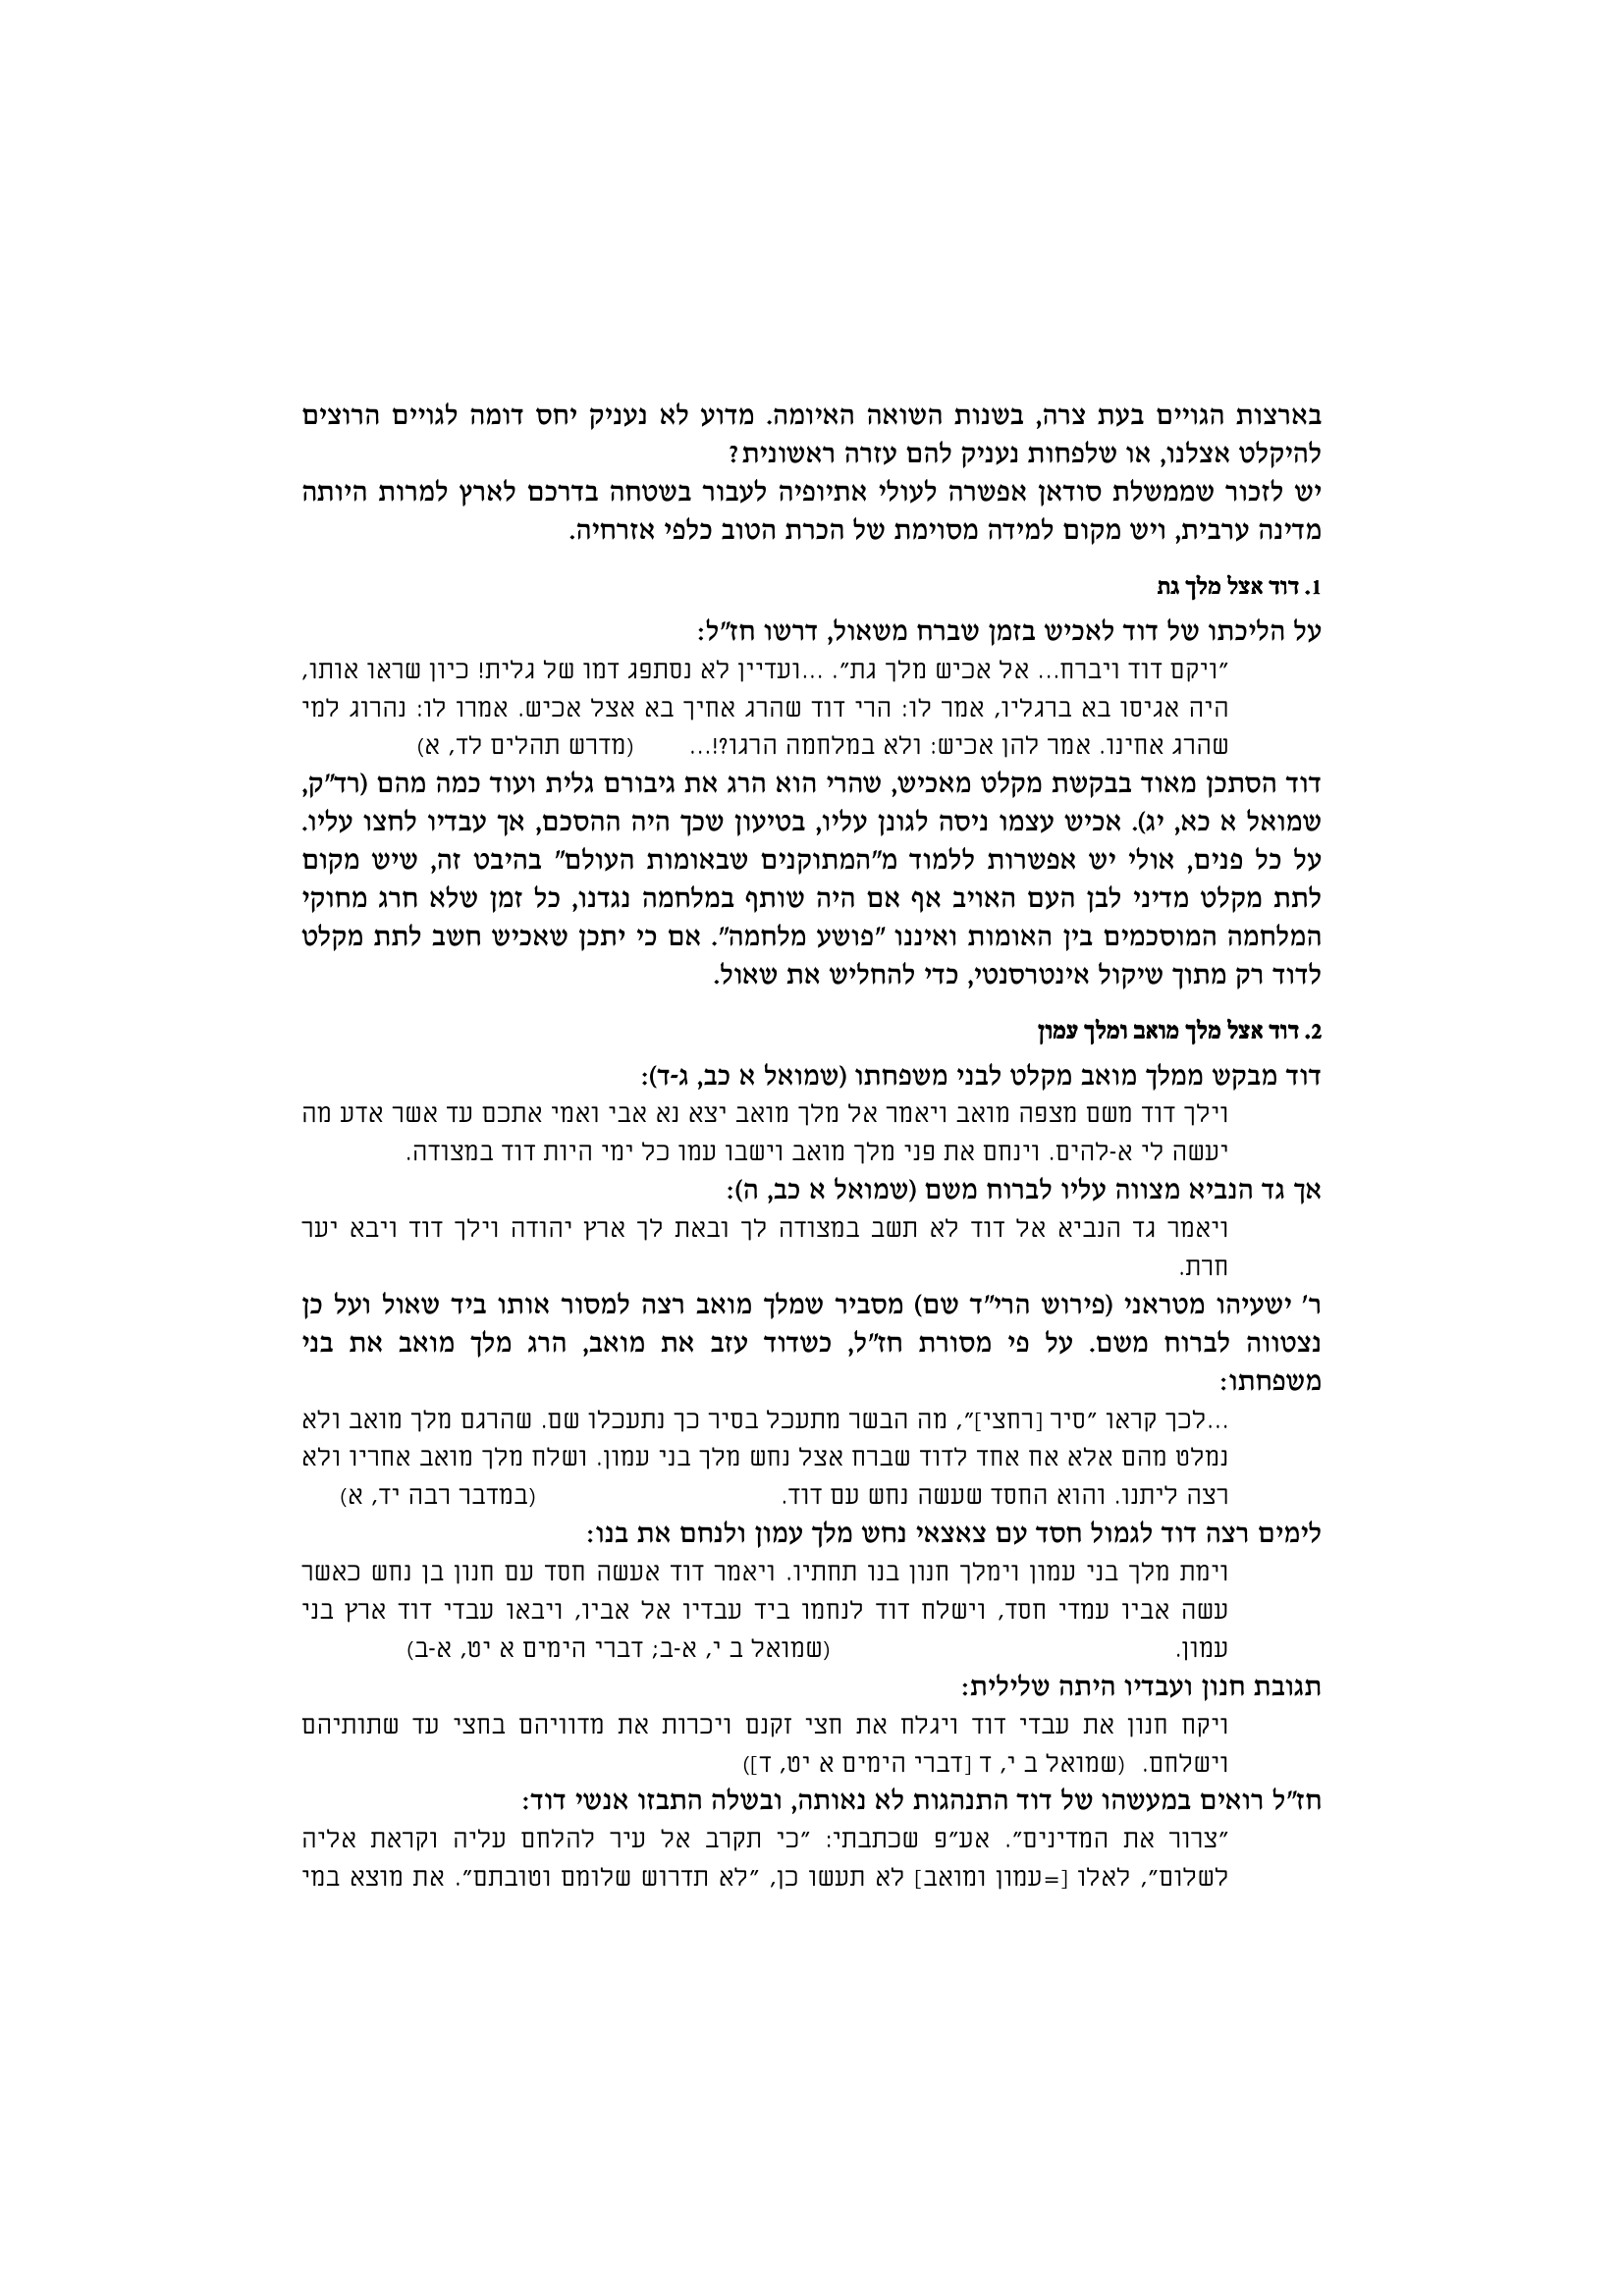 בארצות הגויים בעת צרה, בשנות השואה האיומה. מדוע לא נעניק יחס דומה לגויים הרוצים
להיקלט אצלנו, או שלפחות נעניק להם עזרה ראשונית?
יש לזכור שממשלת סודאן אפשרה לעולי אתיופיה לעבור בשטחה בדרכם לארץ למרות היותה
מדינה ערבית, ויש מקום למידה מסוימת של הכרת הטוב כלפי אזרחיה.
1. דוד אצל מלך גת
על הליכתו של דוד לאכיש בזמן שברח משאול, דרשו חז"ל:
"ויקם דוד ויברח... אל אכיש מלך גת". ...ועדיין לא נסתפג דמו של גלית! כיון שראו אותו,
היה אגיסו בא ברגליו, אמר לו: הרי דוד שהרג אחיך בא אצל אכיש. אמרו לו: נהרוג למי
שהרג אחינו. אמר להן אכיש: ולא במלחמה הרגו?!... (מדרש תהלים לד, א)
דוד הסתכן מאוד בבקשת מקלט מאכיש, שהרי הוא הרג את גיבורם גלית ועוד כמה מהם (רד"ק,
שמואל א כא, יג). אכיש עצמו ניסה לגונן עליו, בטיעון שכך היה ההסכם, אך עבדיו לחצו עליו.
על כל פנים, אולי יש אפשרות ללמוד מ"המתוקנים שבאומות העולם" בהיבט זה, שיש מקום
לתת מקלט מדיני לבן העם האויב אף אם היה שותף במלחמה נגדנו, כל זמן שלא חרג מחוקי
המלחמה המוסכמים בין האומות ואיננו "פושע מלחמה". אם כי יתכן שאכיש חשב לתת מקלט
לדוד רק מתוך שיקול אינטרסנטי, כדי להחליש את שאול.
2. דוד אצל מלך מואב ומלך עמון
דוד מבקש ממלך מואב מקלט לבני משפחתו (שמואל א כב, ג-ד):
וילך דוד משם מצפה מואב ויאמר אל מלך מואב יצא נא אבי ואמי אתכם עד אשר אדע מה
יעשה לי א-להים. וינחם את פני מלך מואב וישבו עמו כל ימי היות דוד במצודה.
אך גד הנביא מצווה עליו לברוח משם (שמואל א כב, ה):
ויאמר גד הנביא אל דוד לא תשב במצודה לך ובאת לך ארץ יהודה וילך דוד ויבא יער
חרת.
ר' ישעיהו מטראני (פירוש הרי"ד שם) מסביר שמלך מואב רצה למסור אותו ביד שאול ועל כן
נצטווה לברוח משם. על פי מסורת חז"ל, כשדוד עזב את מואב, הרג מלך מואב את בני
משפחתו:
...לכך קראו "סיר [רחצי]", מה הבשר מתעכל בסיר כך נתעכלו שם. שהרגם מלך מואב ולא
נמלט מהם אלא אח אחד לדוד שברח אצל נחש מלך בני עמון. ושלח מלך מואב אחריו ולא
רצה ליתנו. והוא החסד שעשה נחש עם דוד. (במדבר רבה יד, א)
לימים רצה דוד לגמול חסד עם צאצאי נחש מלך עמון ולנחם את בנו:
וימת מלך בני עמון וימלך חנון בנו תחתיו. ויאמר דוד אעשה חסד עם חנון בן נחש כאשר
עשה אביו עמדי חסד, וישלח דוד לנחמו ביד עבדיו אל אביו, ויבאו עבדי דוד ארץ בני
עמון. (שמואל ב י, א-ב; דברי הימים א יט, א-ב)
תגובת חנון ועבדיו היתה שלילית:
ויקח חנון את עבדי דוד ויגלח את חצי זקנם ויכרות את מדוויהם בחצי עד שתותיהם
וישלחם. (שמואל ב י, ד [דברי הימים א יט, ד])
חז"ל רואים במעשהו של דוד התנהגות לא נאותה, ובשלה התבזו אנשי דוד:
"צרור את המדינים". אע"פ שכתבתי: "כי תקרב אל עיר להלחם עליה וקראת אליה
לשלום", לאלו [=עמון ומואב] לא תעשו כן, "לא תדרוש שלומם וטובתם". את מוצא במי